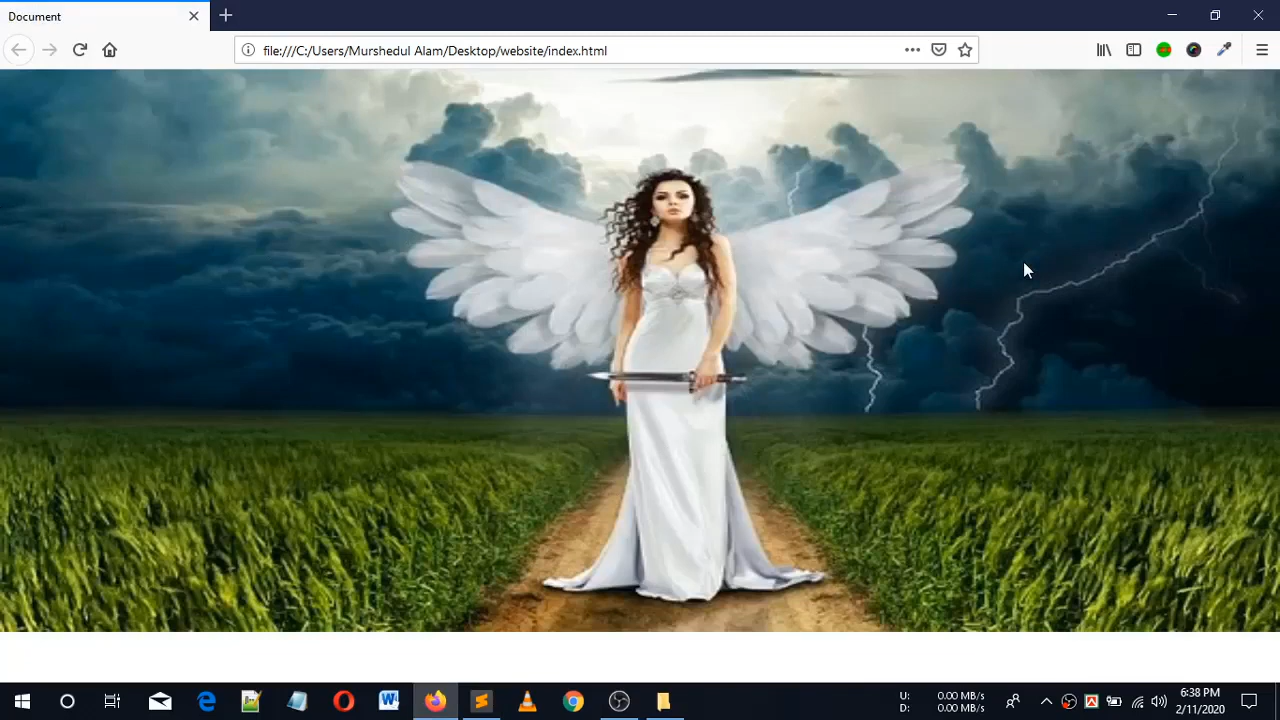 Document
file:///C:/Users/Murshedul Alam/Desktop/website/index.html
U: 0.00 MB/s
D: 0.00 MB/s
6:38 PM
2/11/2020